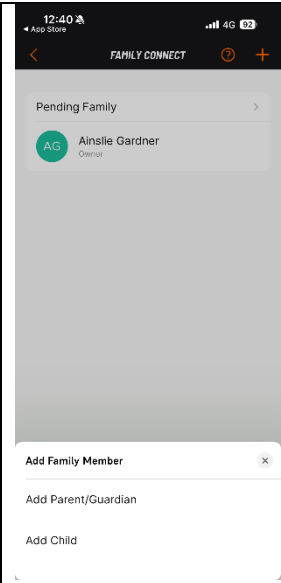 12:40
4G 92
App Store
FAMILY CONNECT
Pending Family
AG
Ainslie Gardner
Owner
Add Family Member
Add Parent/Guardian
Add Child